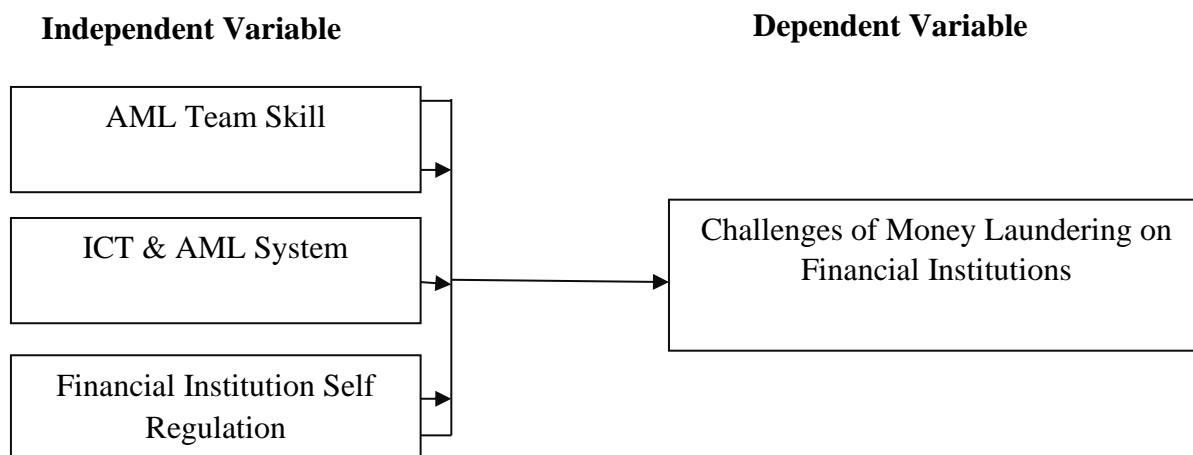 Independent Variable
Dependent Variable
AML Team Skill
ICT & AML System
Financial Institution Self
Regulation
Challenges of Money Laundering on
Financial Institutions